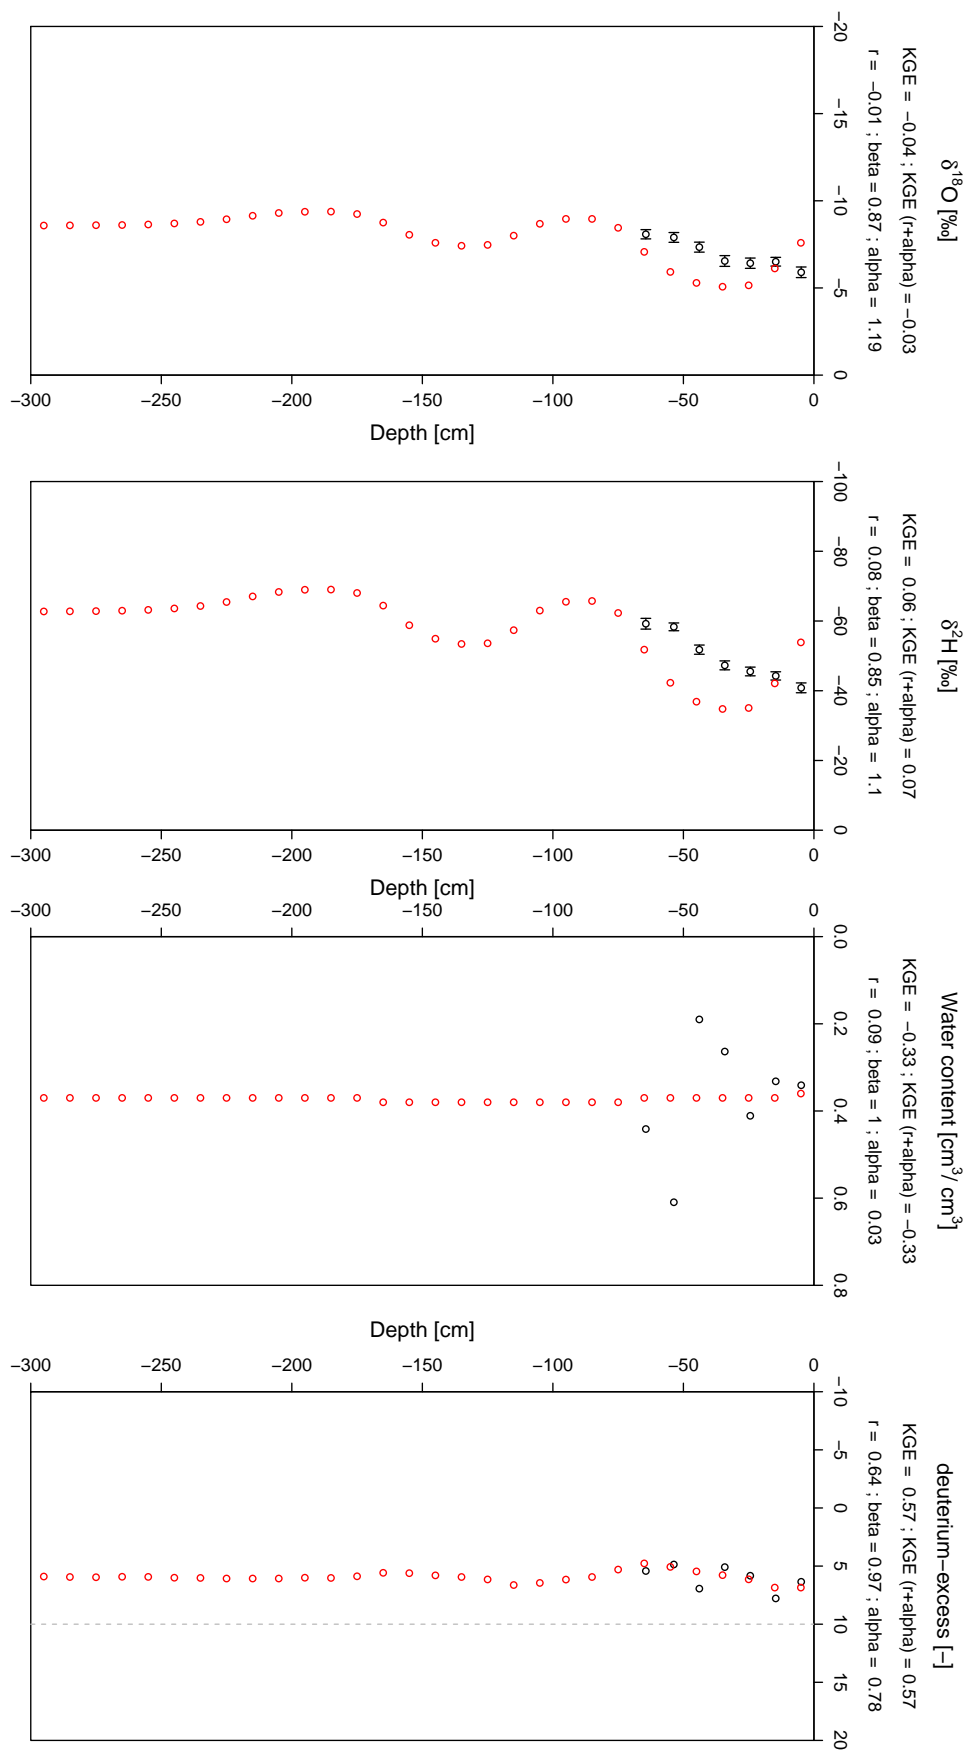 δ18O [‰]
KGE = −0.04 ; KGE (r+alpha) = −0.03
r = −0.01 ; beta = 0.87 ; alpha = 1.19
−20 −15 −10 −5 0
−300 −250 −200 −150 −100 −50 0
Depth [cm]
δ2H [‰]
KGE = 0.06 ; KGE (r+alpha) = 0.07
r = 0.08 ; beta = 0.85 ; alpha = 1.1
−100 −80 −60 −40 −20 0
−300 −250 −200 −150 −100 −50 0
Depth [cm]
Water content [cm3/ cm3]
KGE = −0.33 ; KGE (r+alpha) = −0.33
r = 0.09 ; beta = 1 ; alpha = 0.03
0.0 0.2 0.4 0.6 0.8
−300 −250 −200 −150 −100 −50 0
Depth [cm]
deuterium−excess [−]
KGE = 0.57 ; KGE (r+alpha) = 0.57
r = 0.64 ; beta = 0.97 ; alpha = 0.78
−10 −5 0 5 10 15 20
−300 −250 −200 −150 −100 −50 0